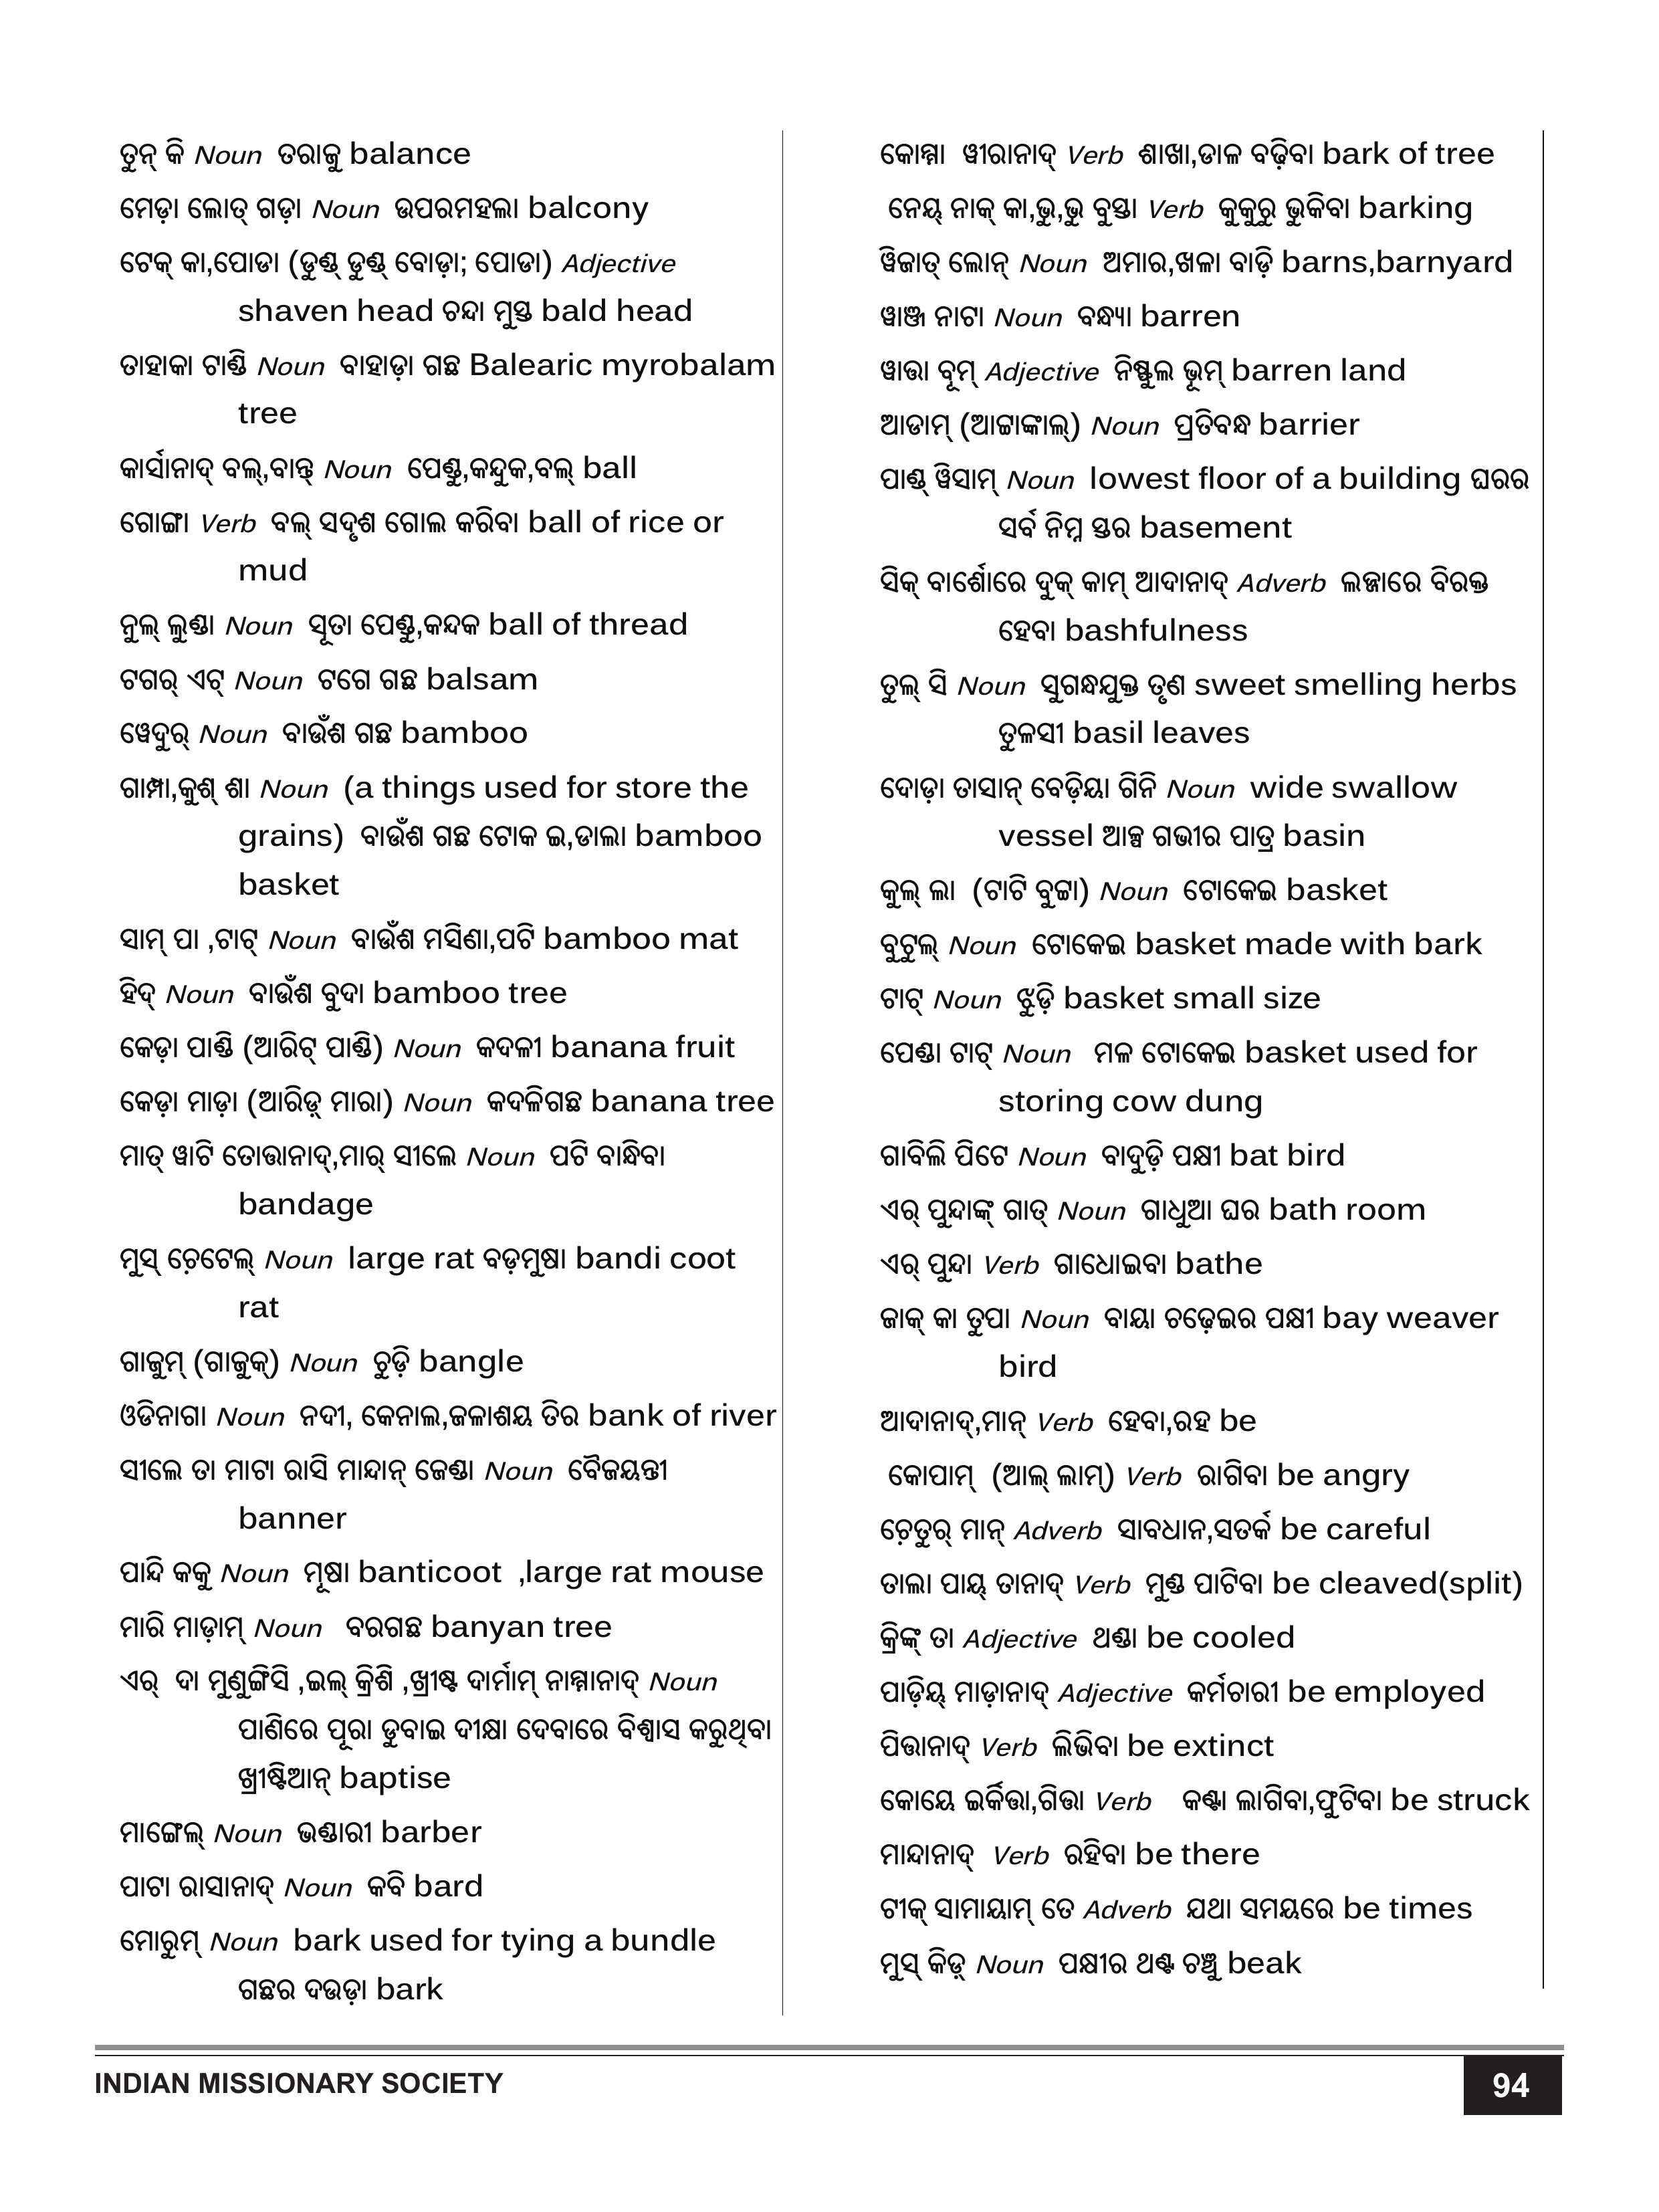 ତୁନ୍ କି Noun ତରାଜୁ balance
ମେଡ଼ା ଲୋତ୍ ଗଡ଼ା Noun ଉପରମହଲା balcony
ଟେକ୍ କା,ପୋଡା (ଡୁଣ୍ଡ୍ ଡୁଣ୍ଡ୍ ବୋଡ଼ା; ପୋଡା) Adjective
shaven head ଚନ୍ଦା ମୁଣ୍ଡ bald head
ତାହାକା ଟାଣ୍ଡି Noun ବାହାଡ଼ା ଗଛ Balearic myrobalam
tree
କାର୍ସାନାଦ୍ ବଲ୍,ବାନ୍ତ୍ Noun ପେଣ୍ଡୁ,କନ୍ଦୁକ,ବଲ୍ ball
ଗୋଙ୍ଗା Verb ବଲ୍ ସଦୃଶ ଗୋଲ କରିବା ball of rice or
mud
ନୁଲ୍ ଲୁଣ୍ଡା Noun ସୂତା ପେଣ୍ଡୁ,କନ୍ଦକ ball of thread
ଟଗର୍ ଏଟ୍ Noun ଟଗେ ଗଛ balsam
ୱେଦୁର୍ Noun ବାଉଁଶ ଗଛ bamboo
ଗାମ୍ପା,କୁଶ୍ ଶା Noun (a things used for store the
grains) ବାଉଁଶ ଗଛ ଟୋକ ଇ,ଡାଲା bamboo
basket
ସାମ୍ ପା ,ଟାଟ୍ Noun ବାଉଁଶ ମସିଣା,ପଟି bamboo mat
ହିଦ୍ Noun ବାଉଁଶ ବୁଦା bamboo tree
କେଡ଼ା ପାଣ୍ଡି (ଆରିଟ୍ ପାଣ୍ଡି) Noun କଦଳୀ banana fruit
କେଡ଼ା ମାଡ଼ା (ଆରିଡ୍ ମାରା) Noun କଦଳିଗଛ banana tree
ମାତ୍ ୱାଟି ତୋତ୍ତାନାଦ୍,ମାର୍ ସୀଲେ Noun ପଟି ବାନ୍ଧିବା
bandage
ମୁସ୍ ଚ଼େଟେଲ୍ Noun large rat ବଡ଼ମୁଷା bandi coot
rat
ଗାଜୁମ୍ (ଗାଜୁକ୍) Noun ଚୁଡ଼ି bangle
ଓଡିନାଗା Noun ନଦୀ, କେନାଲ,ଜଳାଶୟ ତିର bank of river
ସୀଲେ ତା ମାଟା ରାସି ମାନ୍ଦାନ୍ ଜେଣ୍ଡା Noun ବୈଜୟନ୍ତୀ
banner
ପାନ୍ଦି କକୁ Noun ମୂଷା banticoot ,large rat mouse
ମାରି ମାଡ଼ାମ୍ Noun ବରଗଛ banyan tree
ଏର୍ ଦା ମୁଣୁଙ୍ଗିସି ,ଇଲ୍ କ୍ରିଶି ,ଖ୍ରୀଷ୍ଟ ଦାର୍ମାମ୍ ନାମ୍ମାନାଦ୍ Noun
ପାଣିରେ ପୂରା ଡୁବାଇ ଦୀକ୍ଷା ଦେବାରେ ବିଶ୍ୱାସ କରୁଥିବା
ଖ୍ରୀଷ୍ଟିଆନ୍ baptise
ମାଙ୍ଗେଲ୍ Noun ଭଣ୍ଡାରୀ barber
ପାଟା ରାସାନାଦ୍ Noun କବି bard
ମୋରୁମ୍ Noun bark used for tying a bundle
ଗଛର ଦଉଡ଼ା bark
କୋମ୍ମା ୱୀରାନାଦ୍ Verb ଶାଖା,ଡାଳ ବଢ଼ିବା bark of tree
ନେୟ୍ ନାକ୍ କା,ଭୁ,ଭୁ ବୁସ୍ତା Verb କୁକୁରୁ ଭୁକିବା barking
ୱିଜାତ୍ ଲୋନ୍ Noun ଅମାର,ଖଳା ବାଡ଼ି barns,barnyard
ୱାଞ୍ଜ ନାଟା Noun ବନ୍ଧ୍ୟା barren
ୱାତ୍ତା ବୂମ୍ Adjective ନିଷ୍ଫୁଲ ଭୂମ୍ barren land
ଆଡାମ୍ (ଆଟ୍ଟାଙ୍କାଲ୍) Noun ପ୍ରତିବନ୍ଧ barrier
ପାଣ୍ଡ୍ ୱିସାମ୍ Noun lowest floor of a building ଘରର
ସର୍ବ ନିମ୍ନ ସ୍ତର basement
ସିକ୍ ବାର୍ଶୋରେ ଦୁକ୍ କାମ୍ ଆଦାନାଦ୍ Adverb ଲଜ୍ଜାରେ ବିରକ୍ତ
ହେବା bashfulness
ତୁଲ୍ ସି Noun ସୁଗନ୍ଧଯୁକ୍ତ ତୃଣ sweet smelling herbs
ତୁଳସୀ basil leaves
ଦୋଡ଼ା ତାସାନ୍ ବେଡ଼ିୟା ଗିନି Noun wide swallow
vessel ଆଳ୍ପ ଗଭୀର ପାତ୍ର basin
କୁଲ୍ ଲା (ଟାଟି ବୁଟ୍ଟା) Noun ଟୋକେଇ basket
ବୁଟୁଲ୍ Noun ଟୋକେଇ basket made with bark
ଟାଟ୍ Noun ଝୁଡ଼ି basket small size
ପେଣ୍ଡା ଟାଟ୍ Noun ମଳ ଟୋକେଇ basket used for
storing cow dung
ଗାବିଲି ପିଟେ Noun ବାଦୁଡ଼ି ପକ୍ଷୀ bat bird
ଏର୍ ପୁନ୍ଦାଙ୍କ୍ ଗାତ୍ Noun ଗାଧୁଆ ଘର bath room
ଏର୍ ପୁନ୍ଦା Verb ଗାଧୋଇବା bathe
ଜାକ୍ କା ତୁପା Noun ବାୟା ଚଢ଼େଇର ପକ୍ଷୀ bay weaver
bird
ଆଦାନାଦ୍,ମାନ୍ Verb ହେବା,ରହ be
କୋପାମ୍ (ଆଲ୍ ଲାମ୍) Verb ରାଗିବା be angry
ଚ଼େତୁର୍ ମାନ୍ Adverb ସାବଧାନ,ସତର୍କ be careful
ତାଲା ପାୟ୍ ତାନାଦ୍ Verb ମୁଣ୍ଡ ପାଟିବା be cleaved(split)
କ୍ରିଙ୍କ୍ ତା Adjective ଥଣ୍ଡା be cooled
ପାଡ଼ିୟ୍ ମାଡ଼ାନାଦ୍ Adjective କର୍ମଚାରୀ be employed
ପିତ୍ତାନାଦ୍ Verb ଲିଭିବା be extinct
କୋୟେ ଇର୍କିତ୍ତା,ଗିତ୍ତା Verb କଣ୍ଟା ଲାଗିବା,ଫୁଟିବା be struck
ମାନ୍ଦାନାଦ୍ Verb ରହିବା be there
ଟୀକ୍ ସାମାୟାମ୍ ତେ Adverb ଯଥା ସମୟରେ be times
ମୁସ୍ କିଡ଼୍ Noun ପକ୍ଷୀର ଥଣ୍ଟ ଚଞ୍ଚୁ beak
INDIAN MISSIONARY SOCIETY
94